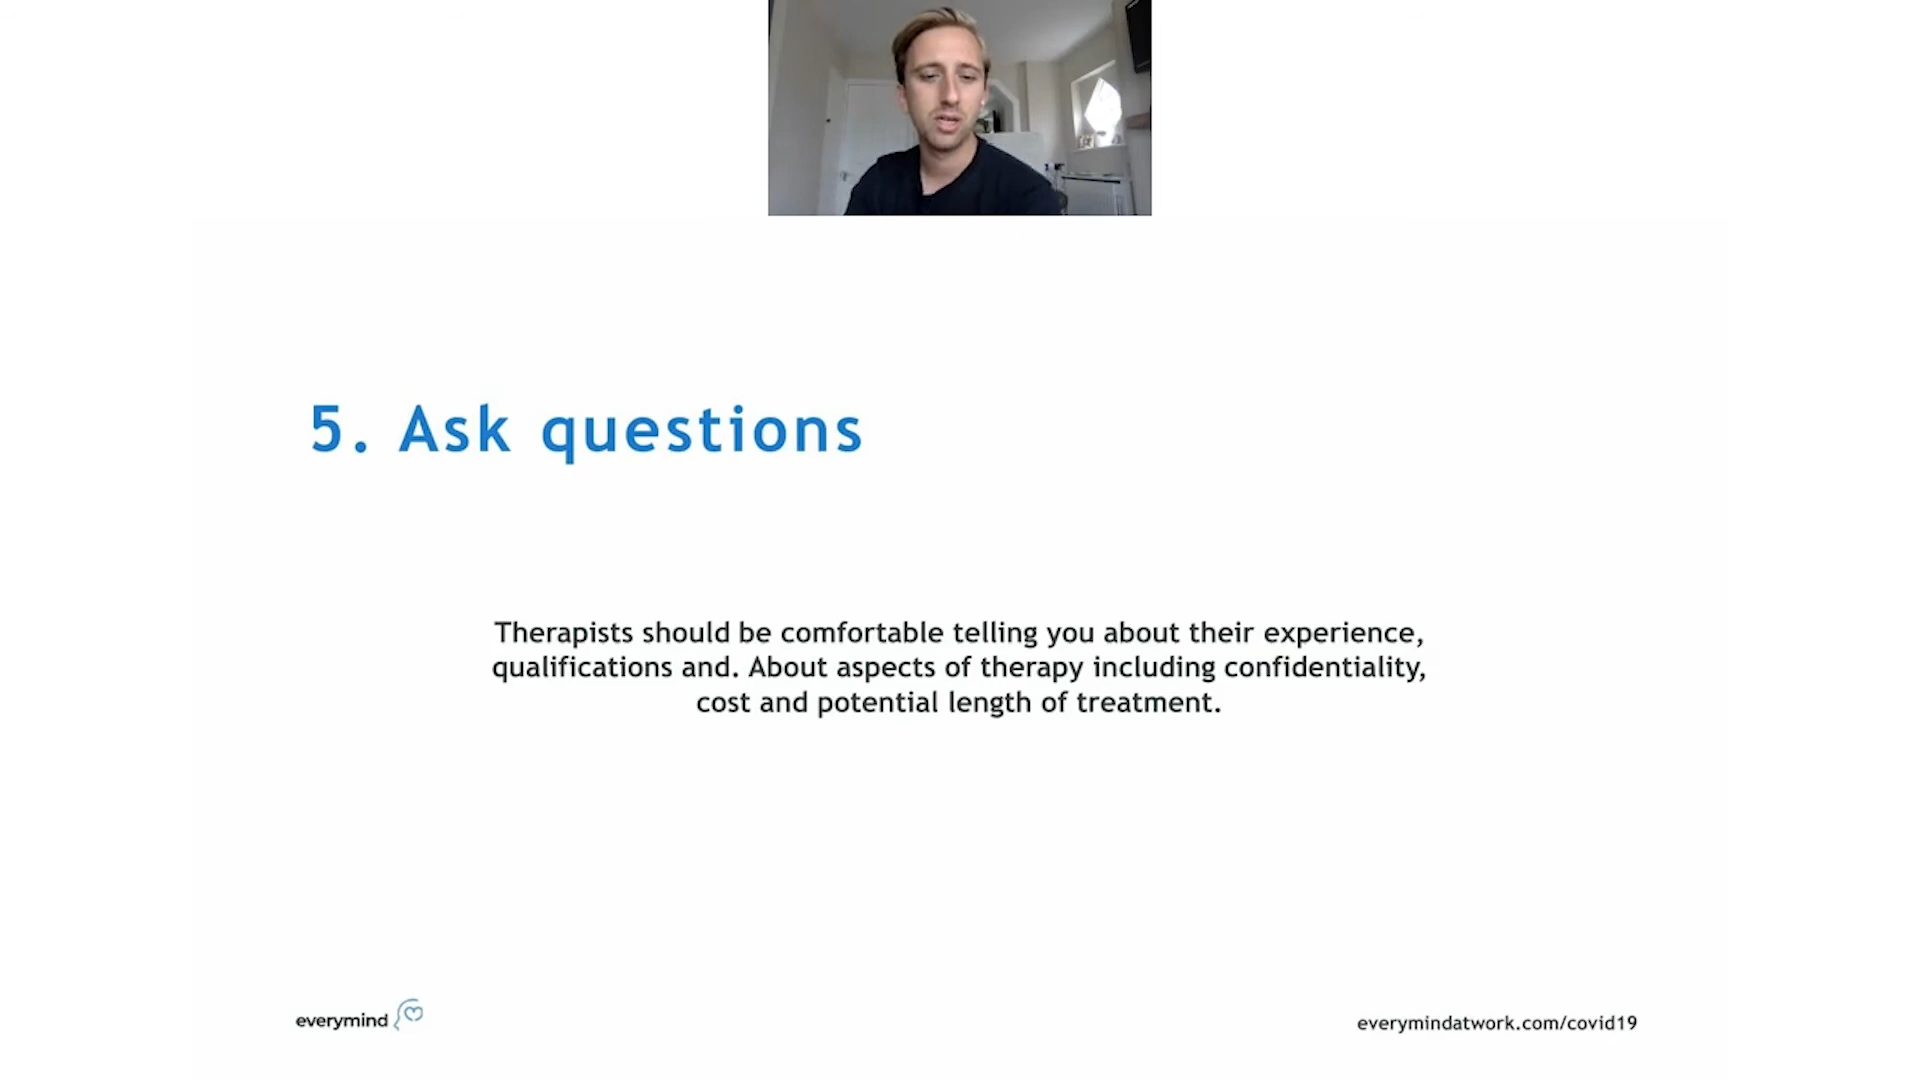 5. Ask questions
Therapists should be comfortable telling you about their experience,
qualifications and. About aspects of therapy including confidentiality,
cost and potential length of treatment.
everymind
everymindatwork.com/covid19